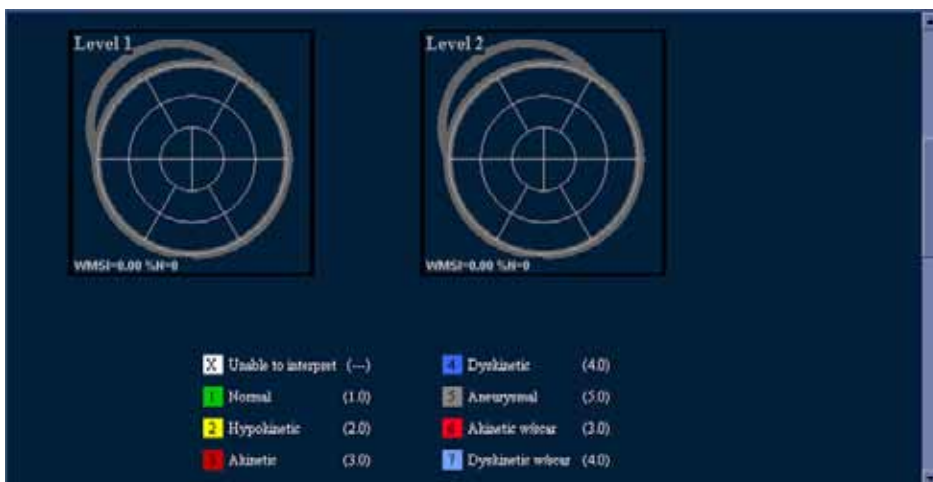 Level 1
Level 2
WMSI=0.00 %N=0
WMSI=0.00 %N=0
X Unable to interpret (---)
4 Dyskinetic (4.0)
1 Normal (1.0)
5 Aneurysmal (5.0)
2 Hypokinetic (2.0)
6 Akinetic w/scar (3.0)
3 Akinetic (3.0)
7 Dyskinetic w/scar (4.0)